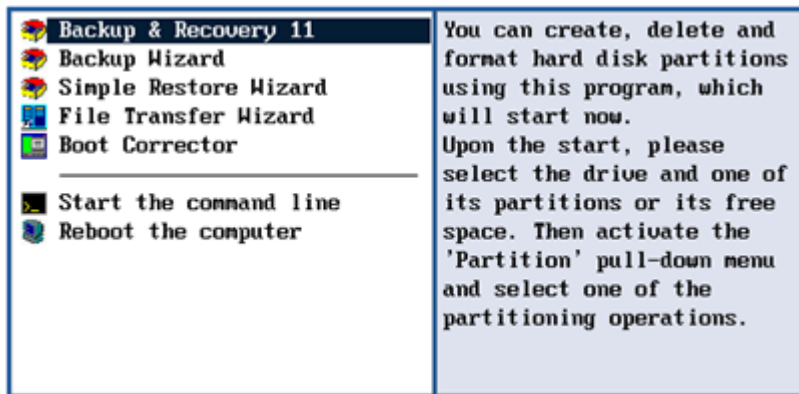 Backup & Recovery 11
Backup Wizard
Simple Restore Wizard
File Transfer Wizard
Boot Corrector
Start the command line
Reboot the computer
You can create, delete and
format hard disk partitions
using this program, which
will start now.
Upon the start, please
select the drive and one of
its partitions or its free
space. Then activate the
'Partition' pull-down menu
and select one of the
partitioning operations.